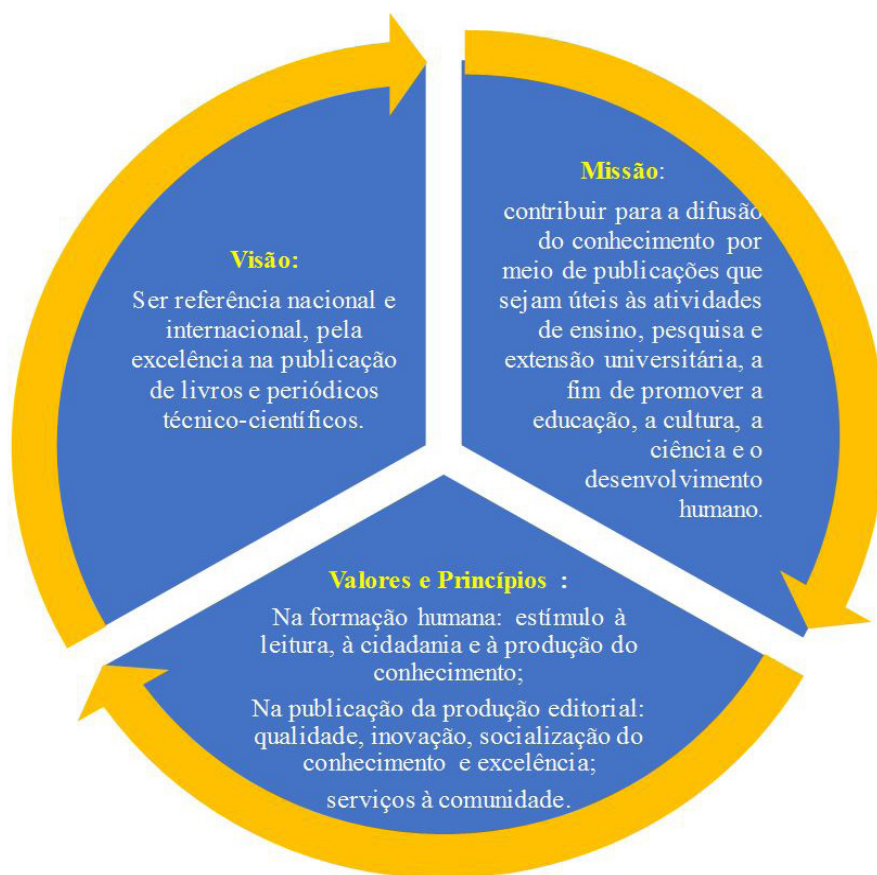 Missão:
contribuir para a difusão
do conhecimento por
meio de publicações que
sejam úteis às atividades
de ensino, pesquisa e
extensão universitária, a
fim de promover a
educação, a cultura, a
ciência e o
desenvolvimento
humano.
Valores e Princípios :
Na formação humana: estímulo à
leitura, à cidadania e à produção do
conhecimento;
Na publicação da produção editorial:
qualidade, inovação, socialização do
conhecimento e excelência;
serviços à comunidade.
Visão:
Ser referência nacional e
internacional, pela
excelência na publicação
de livros e periódicos
técnico-científicos.